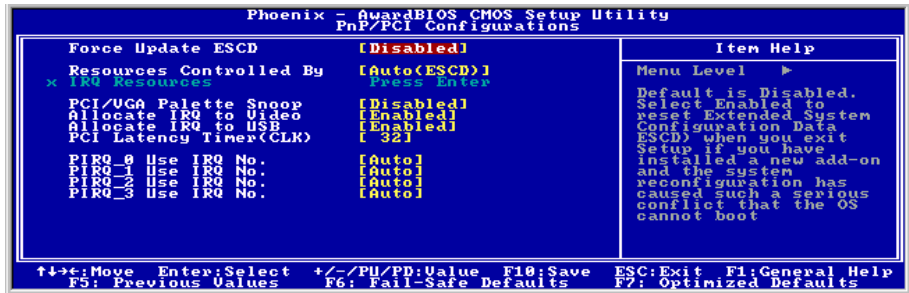 Phoenix - AwardBIOS CMOS Setup Utility
PnP/PCI Configurations
Force Update ESCD [Disabled]
Resources Controlled By [Auto(ESCD)]
x IRQ Resources Press Enter
PCI/VGA Palette Snoop [Disabled]
Allocate IRQ to Video [Enabled]
Allocate IRQ to USB [Enabled]
PCI Latency Timer(CLK) [ 32]
PIRQ_0 Use IRQ No. [Auto]
PIRQ_1 Use IRQ No. [Auto]
PIRQ_2 Use IRQ No. [Auto]
PIRQ_3 Use IRQ No. [Auto]
Item Help
Menu Level ►
Default is Disabled.
Select Enabled to
reset Extended System
Configuration Data
ESCD) when you exit
Setup if you have
installed a new add-on
and the system
reconfiguration has
caused such a serious
conflict that the OS
cannot boot
↑↓→←:Move Enter:Select +/-/PU/PD:Value F10:Save ESC:Exit F1:General Help
F5: Previous Values F6: Fail-Safe Defaults F7: Optimized Defaults